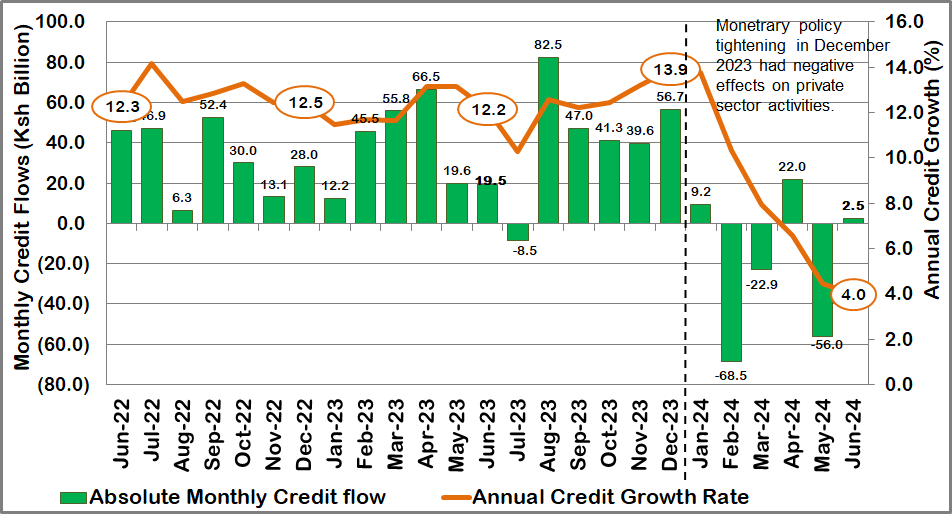 Monetrary policy
tightening in December
2023 had negative
effects on private
sector activities.
Monthly Credit Flows (Ksh Billion)
100.0
80.0
60.0
40.0
20.0
0.0
(20.0)
(40.0)
(60.0)
(80.0)
Annual Credit Growth (%)
16.0
14.0
12.0
10.0
8.0
6.0
4.0
2.0
0.0
12.3
12.5
12.2
13.9
4.0
6.3
52.4
30.0
13.1
28.0
12.2
45.5
55.8
66.5
19.6
19.5
-8.5
82.5
47.0
41.3
39.6
56.7
9.2
-68.5
-22.9
22.0
-56.0
2.5
Jun-22
Jul-22
Aug-22
Sep-22
Oct-22
Nov-22
Dec-22
Jan-23
Feb-23
Mar-23
Apr-23
May-23
Jun-23
Jul-23
Aug-23
Sep-23
Oct-23
Nov-23
Dec-23
Jan-24
Feb-24
Mar-24
Apr-24
May-24
Jun-24
Absolute Monthly Credit flow
Annual Credit Growth Rate